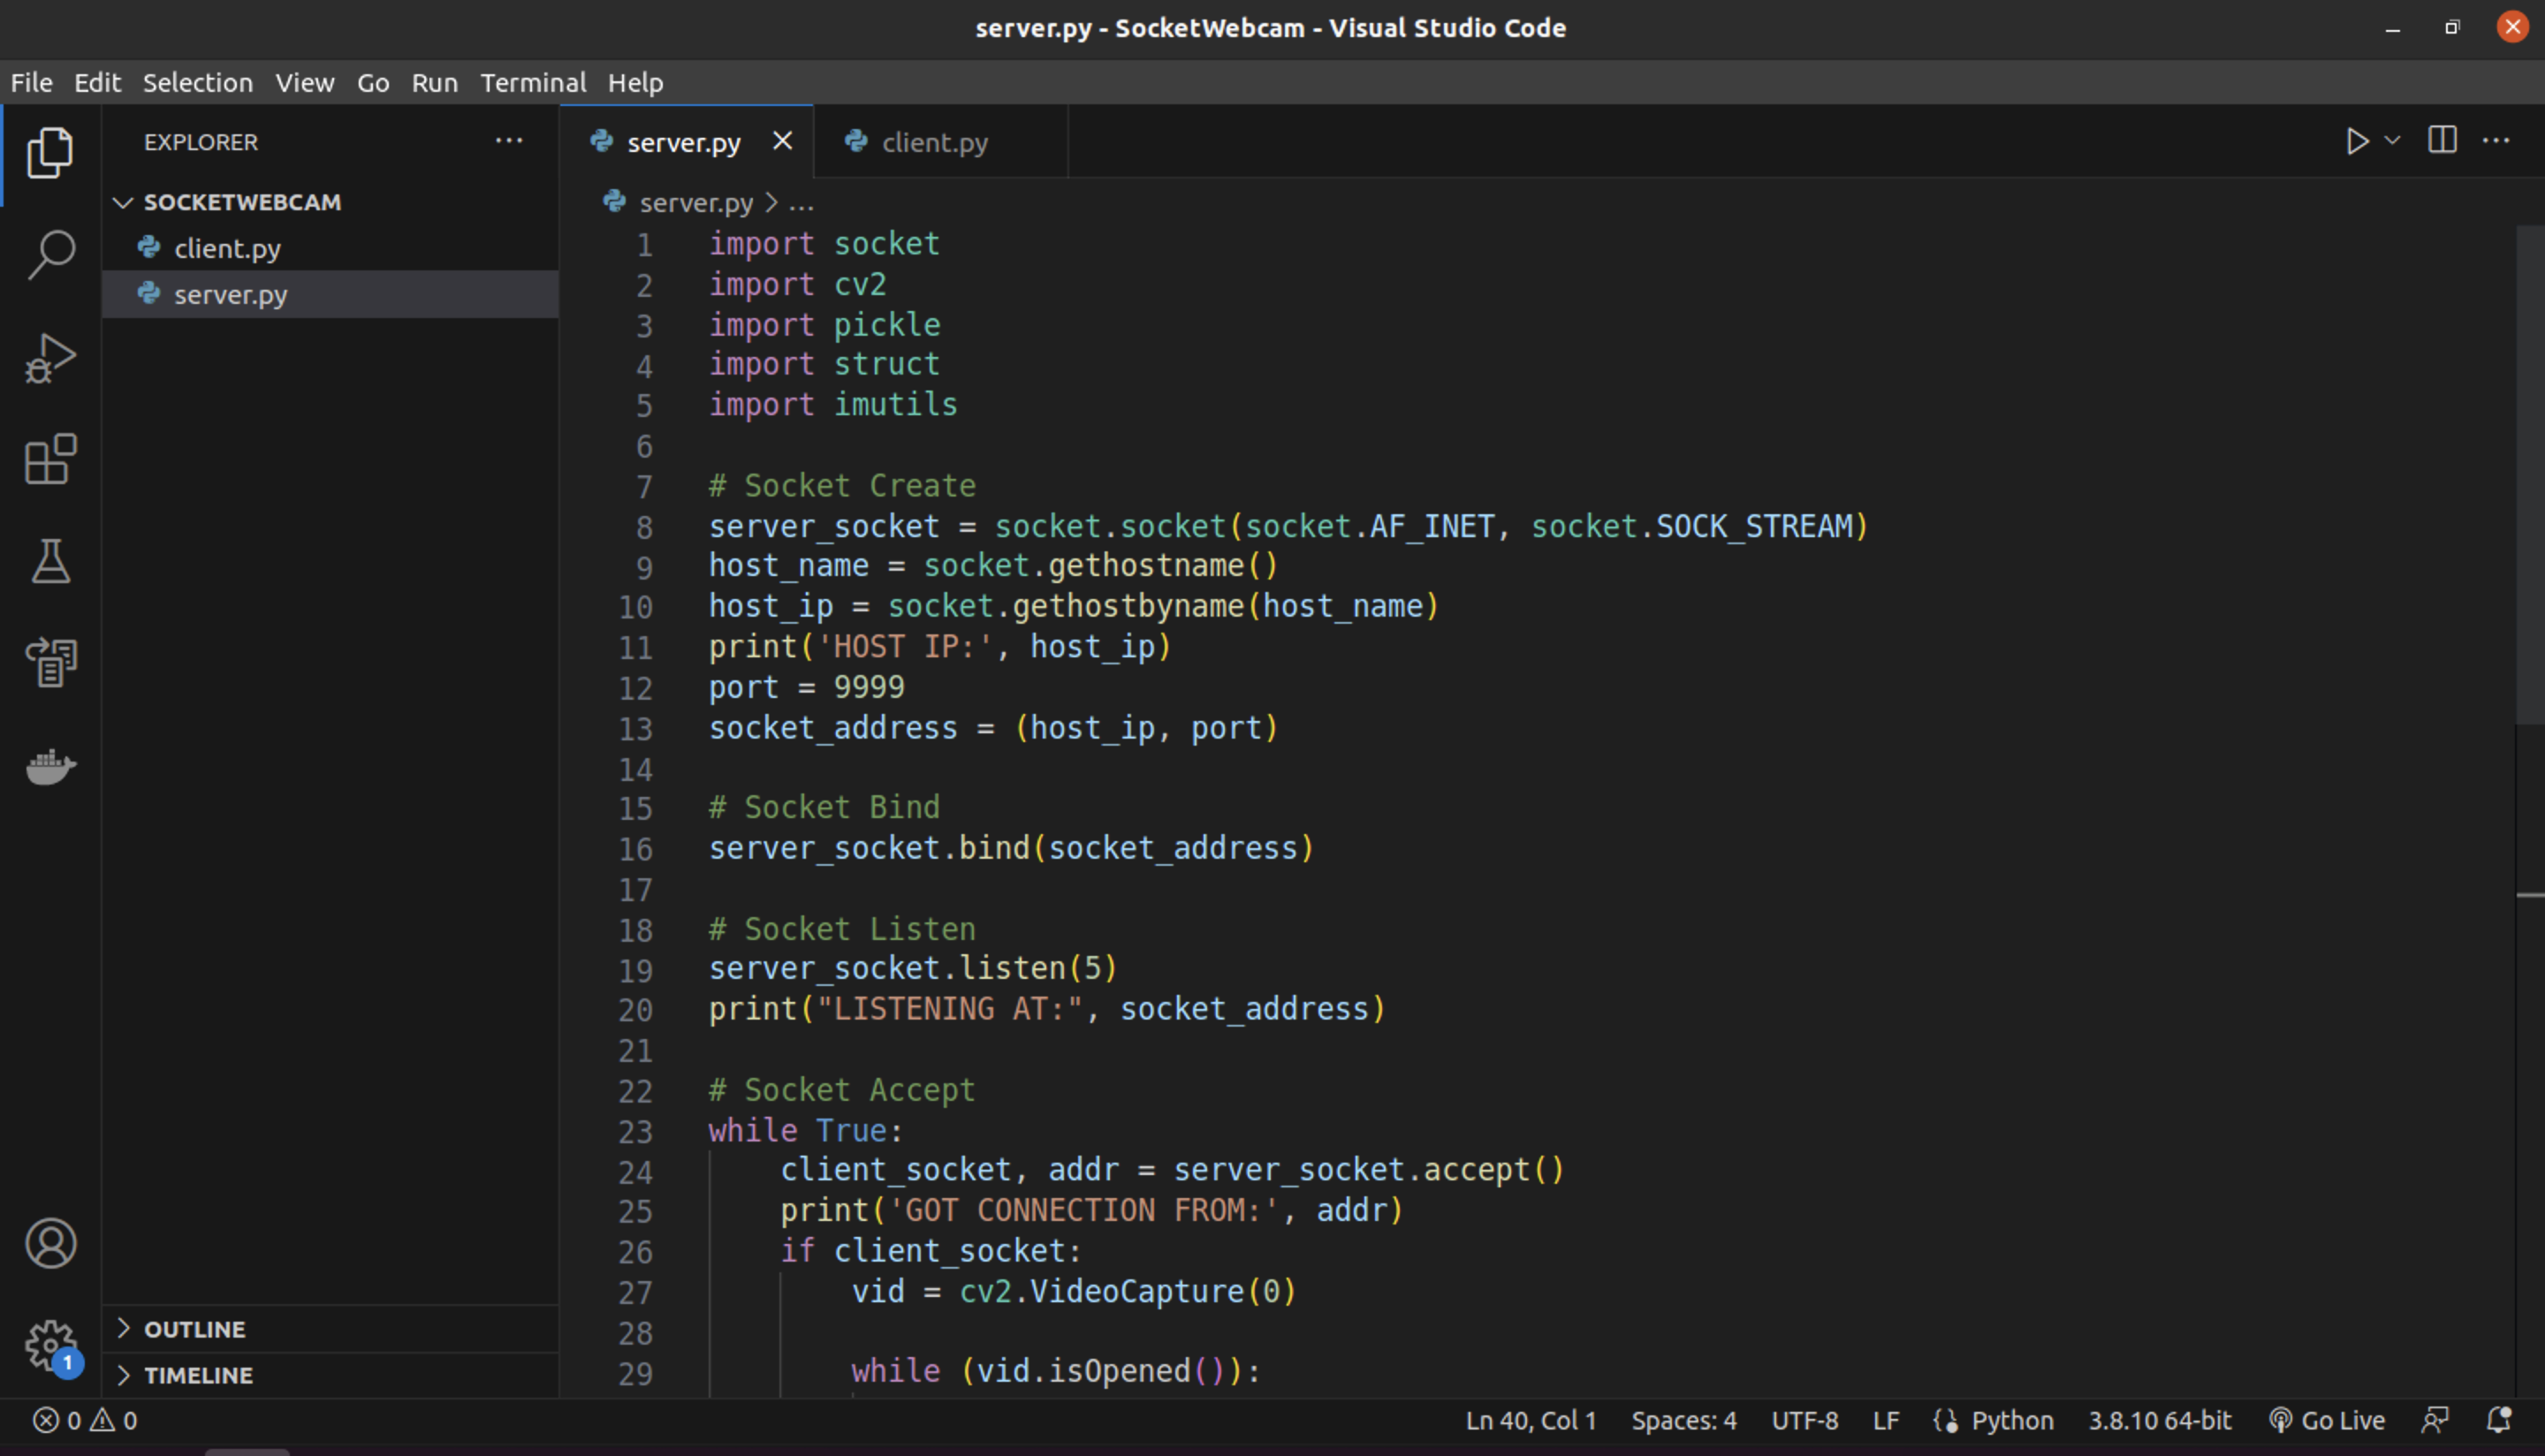 server.py - SocketWebcam - Visual Studio Code
File Edit Selection View Go Run Terminal Help
EXPLORER
SOCKETWEBCAM
client.py
server.py
OUTLINE
TIMELINE
server.py client.py
server.py > ...
1 import socket
2 import cv2
3 import pickle
4 import struct
5 import imutils
6
7 # Socket Create
8 server_socket = socket.socket(socket.AF_INET, socket.SOCK_STREAM)
9 host_name = socket.gethostname()
10 host_ip = socket.gethostbyname(host_name)
11 print('HOST IP:', host_ip)
12 port = 9999
13 socket_address = (host_ip, port)
14
15 # Socket Bind
16 server_socket.bind(socket_address)
17
18 # Socket Listen
19 server_socket.listen(5)
20 print("LISTENING AT:", socket_address)
21
22 # Socket Accept
23 while True:
24     client_socket, addr = server_socket.accept()
25     print('GOT CONNECTION FROM:', addr)
26     if client_socket:
27         vid = cv2.VideoCapture(0)
28
29         while (vid.isOpened()):
1
0 0 Ln 40, Col 1 Spaces: 4 UTF-8 LF Python 3.8.10 64-bit Go Live